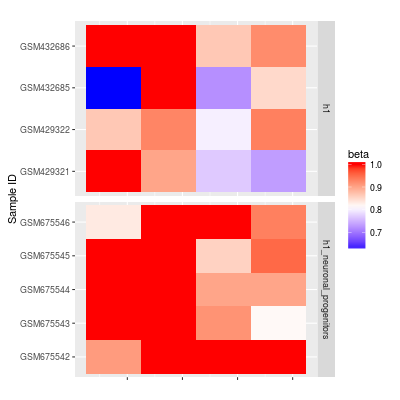 Sample ID
GSM432686
GSM432685
GSM429322
GSM429321
h1
GSM675546
GSM675545
GSM675544
GSM675543
GSM675542
h1_neuronal_progenitors
beta
1.0
0.9
0.8
0.7